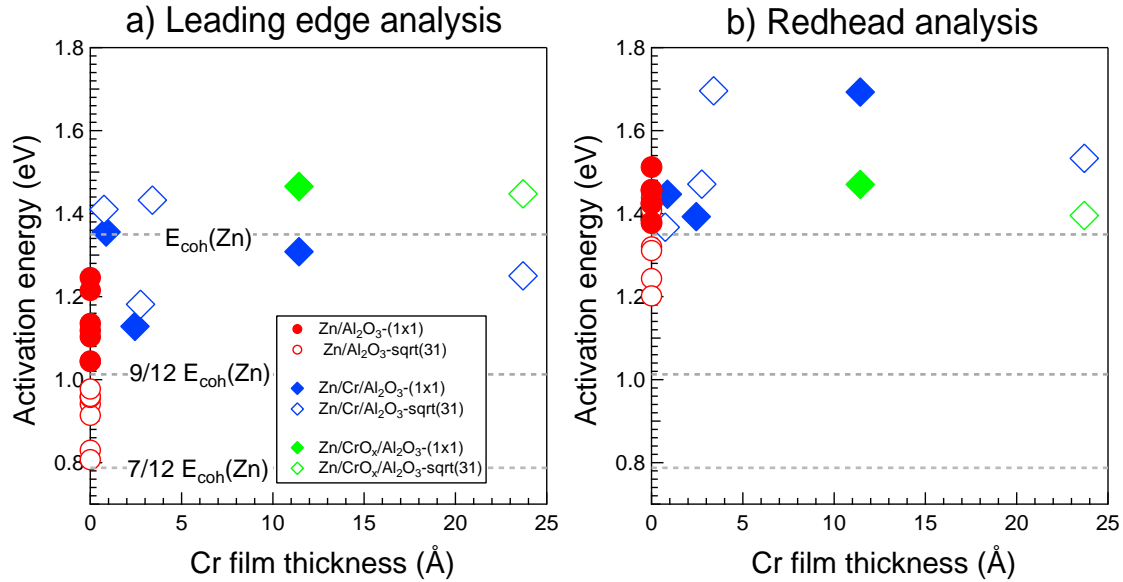 a) Leading edge analysis
1.8
1.6
1.4
1.2
1.0
0.8
Activation energy (eV)
E_coh(Zn)
9/12 E_coh(Zn)
7/12 E_coh(Zn)
Zn/Al₂O₃-(1x1)
Zn/Al₂O₃-sqrt(31)
Zn/Cr/Al₂O₃-(1x1)
Zn/Cr/Al₂O₃-sqrt(31)
Zn/CrOₓ/Al₂O₃-(1x1)
Zn/CrOₓ/Al₂O₃-sqrt(31)
0 5 10 15 20 25
Cr film thickness (Å)
b) Redhead analysis
1.8
1.6
1.4
1.2
1.0
0.8
Activation energy (eV)
0 5 10 15 20 25
Cr film thickness (Å)